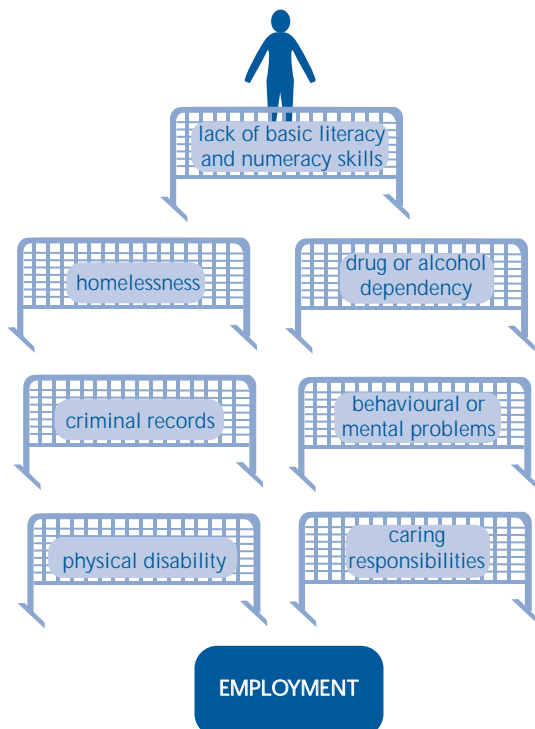 lack of basic literacy
and numeracy skills
homelessness
drug or alcohol
dependency
criminal records
behavioural or
mental problems
physical disability
caring
responsibilities
EMPLOYMENT